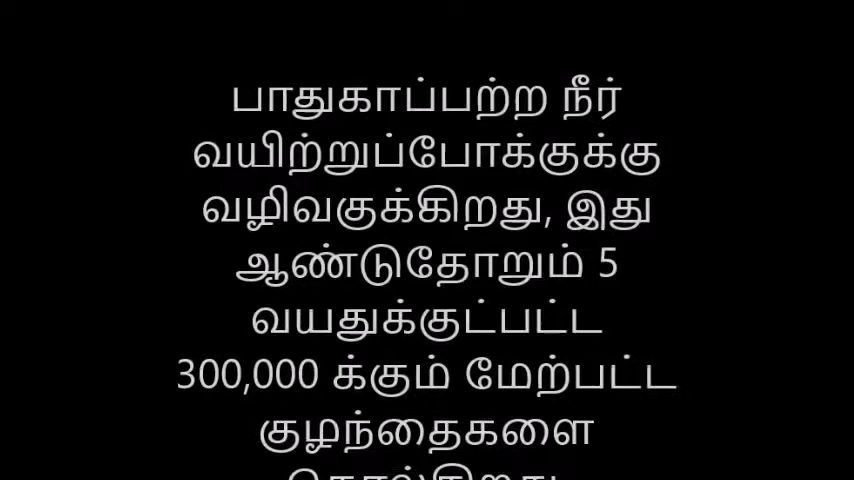 பாதுகாப்பற்ற நீர்
வயிற்றுப்போக்குக்கு
வழிவகுக்கிறது, இது
ஆண்டுதோறும் 5
வயதுக்குட்பட்ட
300,000 க்கும் மேற்பட்ட
குழந்தைகளை